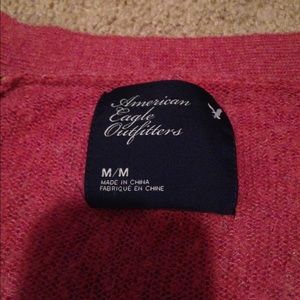 American
Eagle
Outfitters
M/M
MADE IN CHINA
FABRIQUÉ EN CHINE